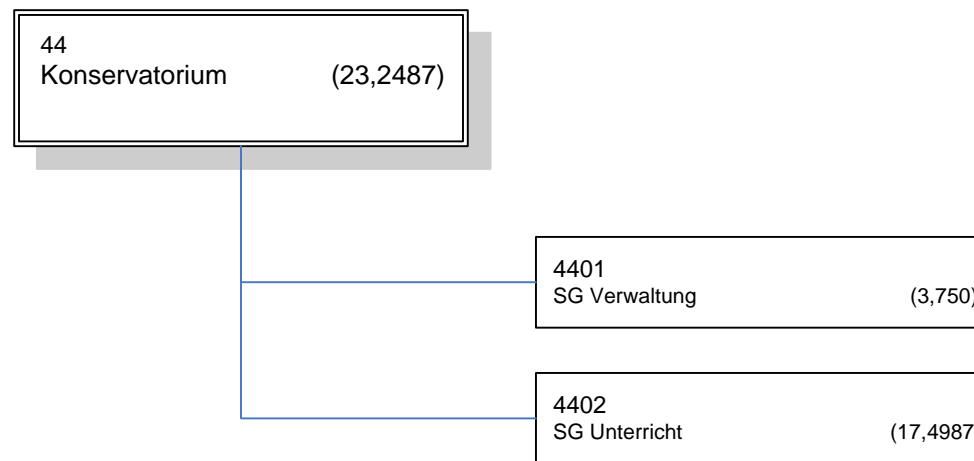 44
Konservatorium (23,2487)
4401
SG Verwaltung (3,750)
4402
SG Unterricht (17,4987